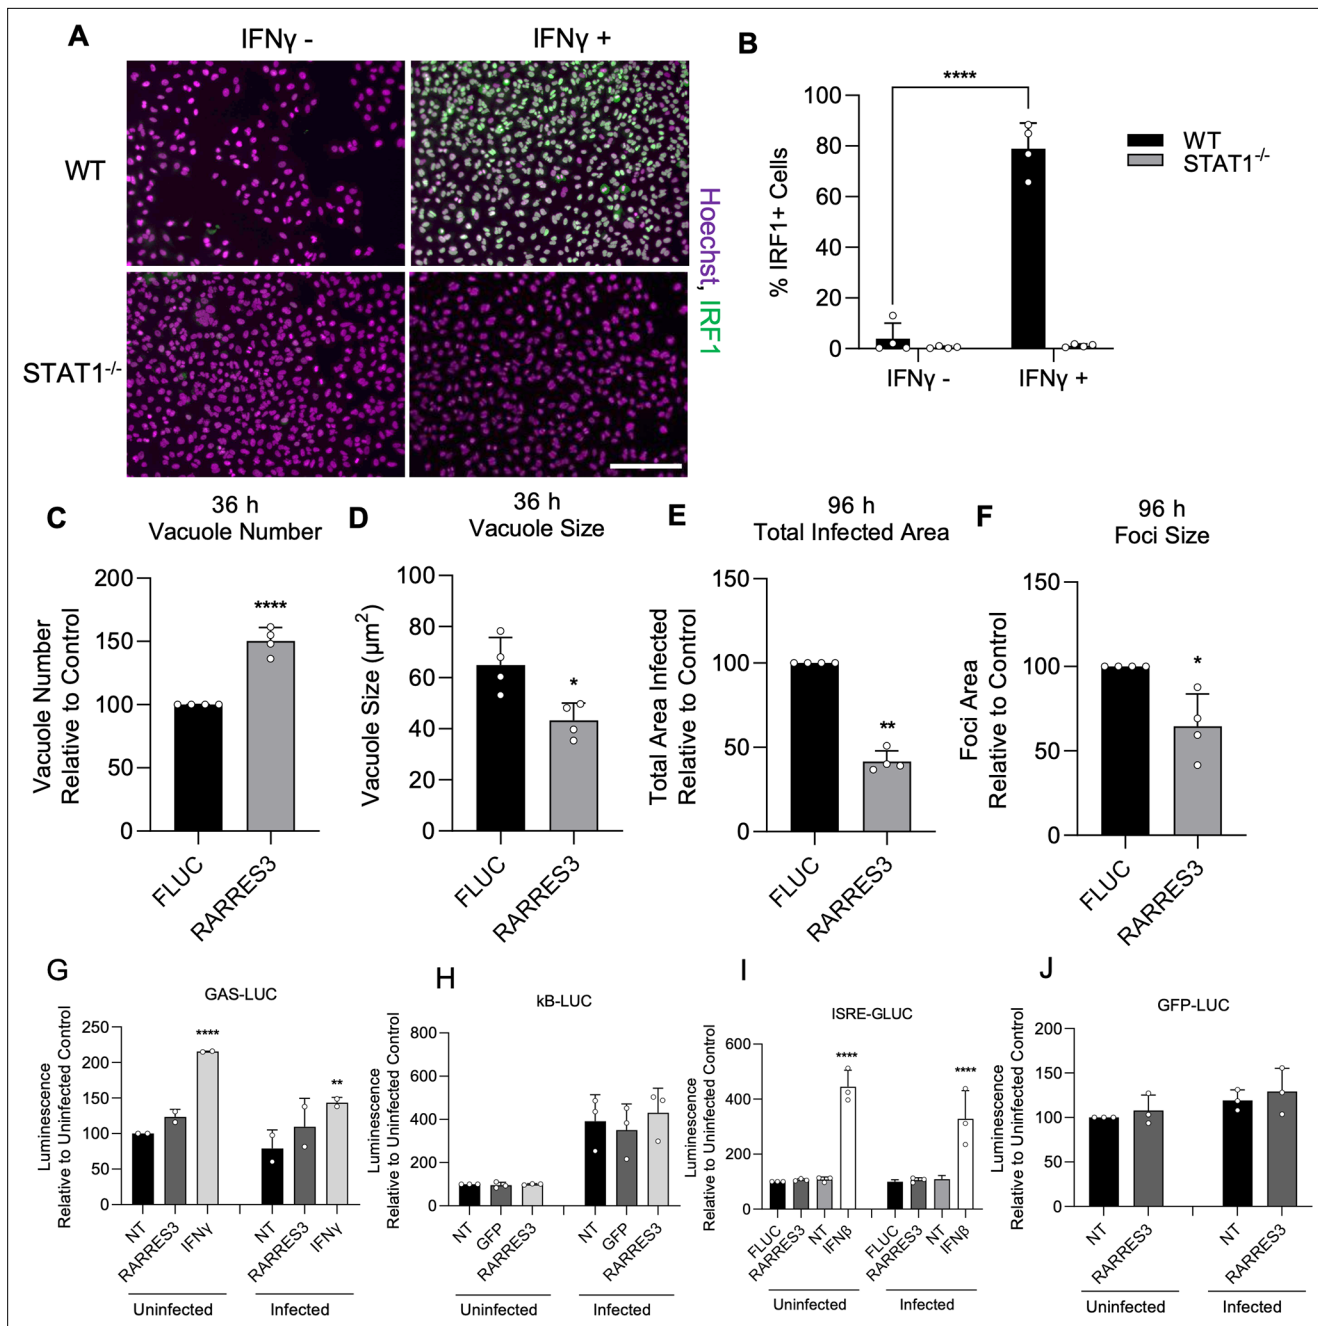 A
IFNγ -
IFNγ +
WT
STAT1-/-
Hoechst, IRF1
B
****
% IRF1+ Cells
100
80
60
40
20
0
IFNγ -
IFNγ +
WT
STAT1-/-
C
36 h
Vacuole Number
Vacuole Number
Relative to Control
200
150
100
50
0
****
FLUC
RARRES3
D
36 h
Vacuole Size
Vacuole Size (µm2)
100
80
60
40
20
0
*
FLUC
RARRES3
E
96 h
Total Infected Area
Total Area Infected
Relative to Control
150
100
50
0
**
FLUC
RARRES3
F
96 h
Foci Size
Foci Area
Relative to Control
150
100
50
0
*
FLUC
RARRES3
G
GAS-LUC
Luminescence
Relative to Uninfected Control
250
200
150
100
50
0
****
**
NT
RARRES3
IFNγ
NT
RARRES3
IFNγ
Uninfected
Infected
H
kB-LUC
Luminescence
Relative to Uninfected Control
800
600
400
200
0
NT
GFP
RARRES3
NT
GFP
RARRES3
Uninfected
Infected
I
ISRE-GLUC
Luminescence
Relative to Uninfected Control
600
400
200
0
****
****
FLUC
RARRES3
NT
IFNβ
FLUC
RARRES3
NT
IFNβ
Uninfected
Infected
J
GFP-LUC
Luminescence
Relative to Uninfected Control
200
150
100
50
0
NT
RARRES3
NT
RARRES3
Uninfected
Infected